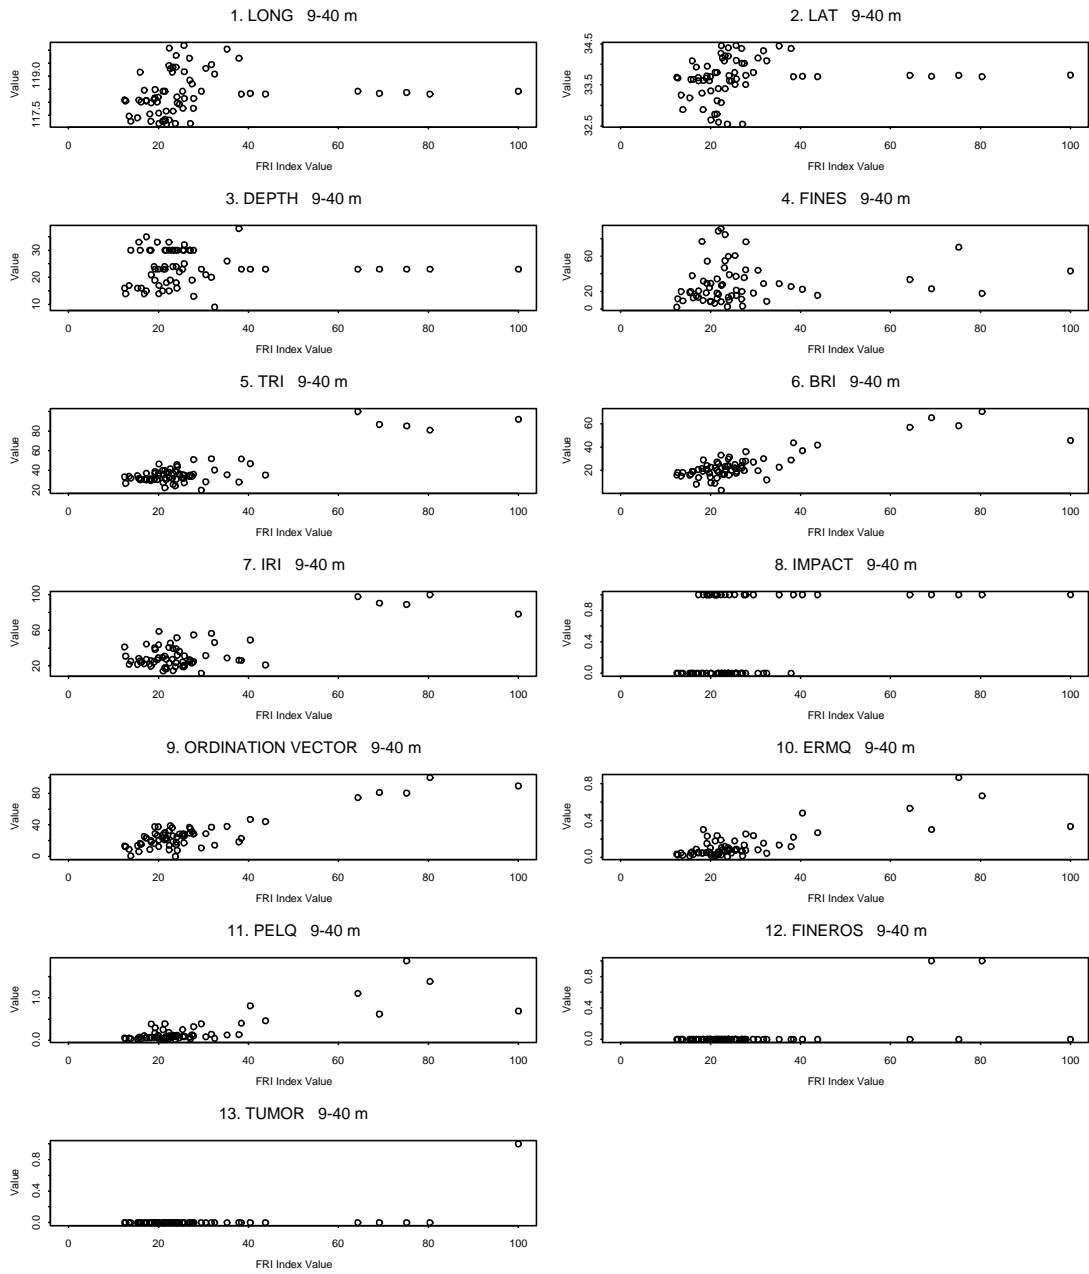 1. LONG 9-40 m
Value
117.5 119.0
0 20 40 60 80 100
FRI Index Value
2. LAT 9-40 m
Value
32.5 33.5 34.5
0 20 40 60 80 100
FRI Index Value
3. DEPTH 9-40 m
Value
10 20 30
0 20 40 60 80 100
FRI Index Value
4. FINES 9-40 m
Value
0 20 60
0 20 40 60 80 100
FRI Index Value
5. TRI 9-40 m
Value
20 40 60 80
0 20 40 60 80 100
FRI Index Value
6. BRI 9-40 m
Value
20 40 60
0 20 40 60 80 100
FRI Index Value
7. IRI 9-40 m
Value
20 60 100
0 20 40 60 80 100
FRI Index Value
8. IMPACT 9-40 m
Value
0.0 0.4 0.8
0 20 40 60 80 100
FRI Index Value
9. ORDINATION VECTOR 9-40 m
Value
0 40 80
0 20 40 60 80 100
FRI Index Value
10. ERMQ 9-40 m
Value
0.0 0.4 0.8
0 20 40 60 80 100
FRI Index Value
11. PELQ 9-40 m
Value
0.0 1.0
0 20 40 60 80 100
FRI Index Value
12. FINEROS 9-40 m
Value
0.0 0.4 0.8
0 20 40 60 80 100
FRI Index Value
13. TUMOR 9-40 m
Value
0.0 0.4 0.8
0 20 40 60 80 100
FRI Index Value